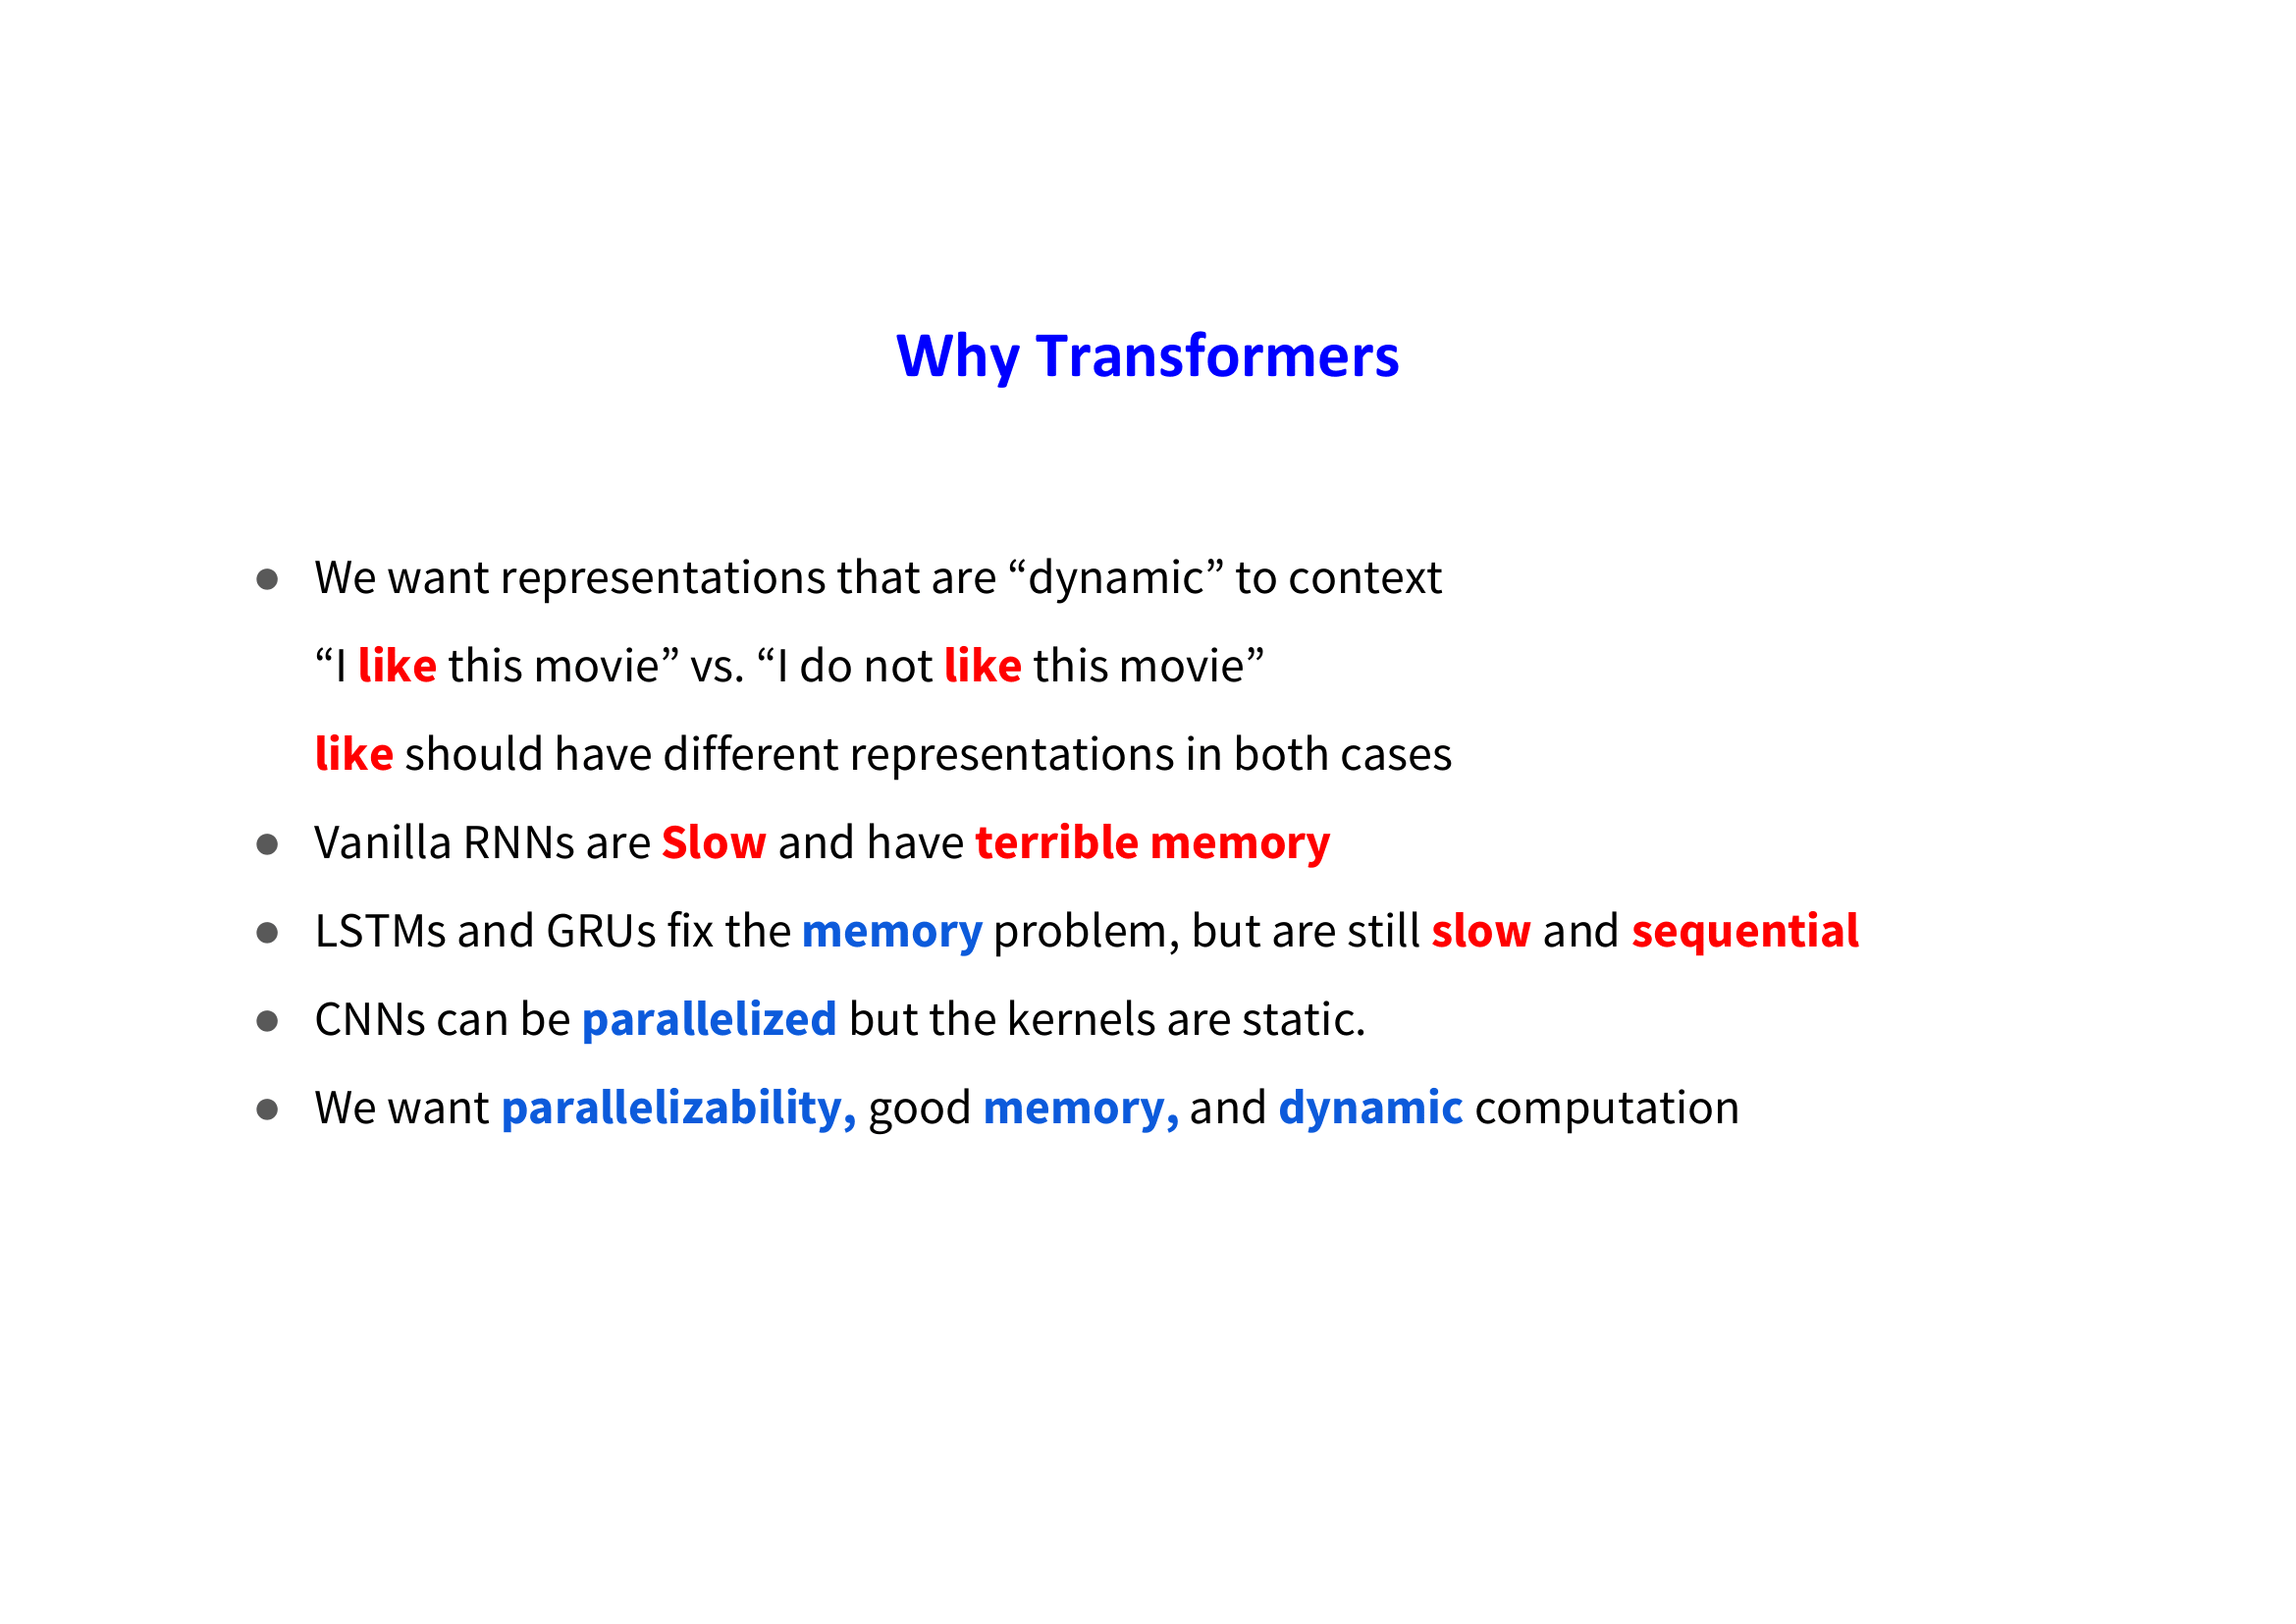 Why Transformers
● We want representations that are “dynamic” to context
“I like this movie” vs. “I do not like this movie”
like should have different representations in both cases
● Vanilla RNNs are Slow and have terrible memory
● LSTMs and GRUs fix the memory problem, but are still slow and sequential
● CNNs can be parallelized but the kernels are static.
● We want parallelizability, good memory, and dynamic computation